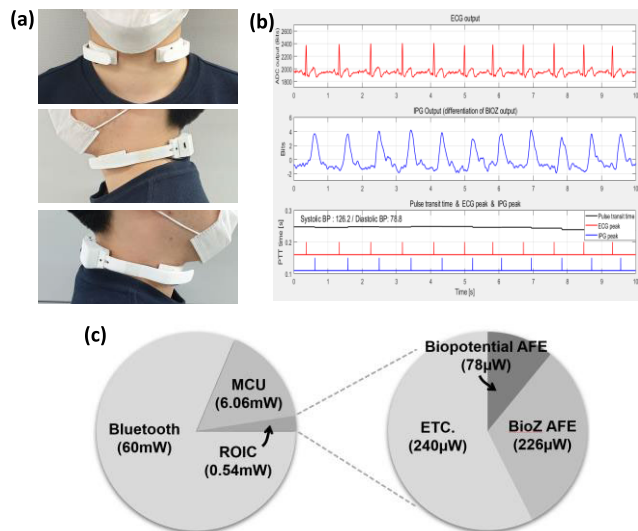 (a)
(b)
ECG output
ADC output (Bits)
2600
2400
2200
2000
1800
0 1 2 3 4 5 6 7 8 9 10
IPG Output (differentiation of BIOZ output)
Bits
6
4
2
0
-2
0 1 2 3 4 5 6 7 8 9 10
Pulse transit time & ECG peak & IPG peak
Systolic BP : 126.2 / Diastolic BP: 78.8
Pulse transit time
ECG peak
IPG peak
PTT time [s]
0.3
0.2
0.1
0 1 2 3 4 5 6 7 8 9 10
Time [s]
(c)
Bluetooth
(60mW)
MCU
(6.06mW)
ROIC
(0.54mW)
Biopotential AFE
(78μW)
ETC.
(240μW)
BioZ AFE
(226μW)